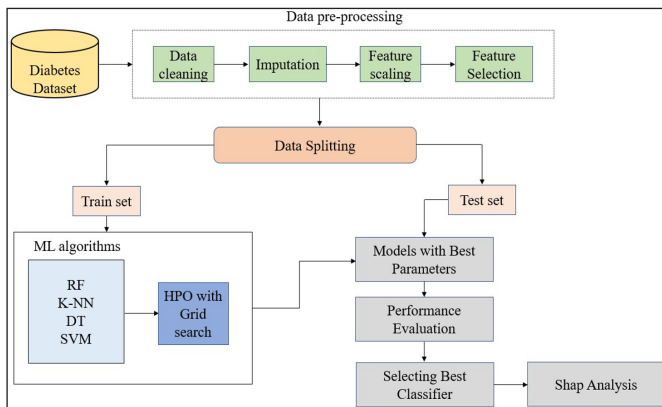 Data pre-processing
Diabetes
Dataset
Data
cleaning
Imputation
Feature
scaling
Feature
Selection
Data Splitting
Train set
Test set
ML algorithms
RF
K-NN
DT
SVM
HPO with
Grid
search
Models with Best
Parameters
Performance
Evaluation
Selecting Best
Classifier
Shap Analysis